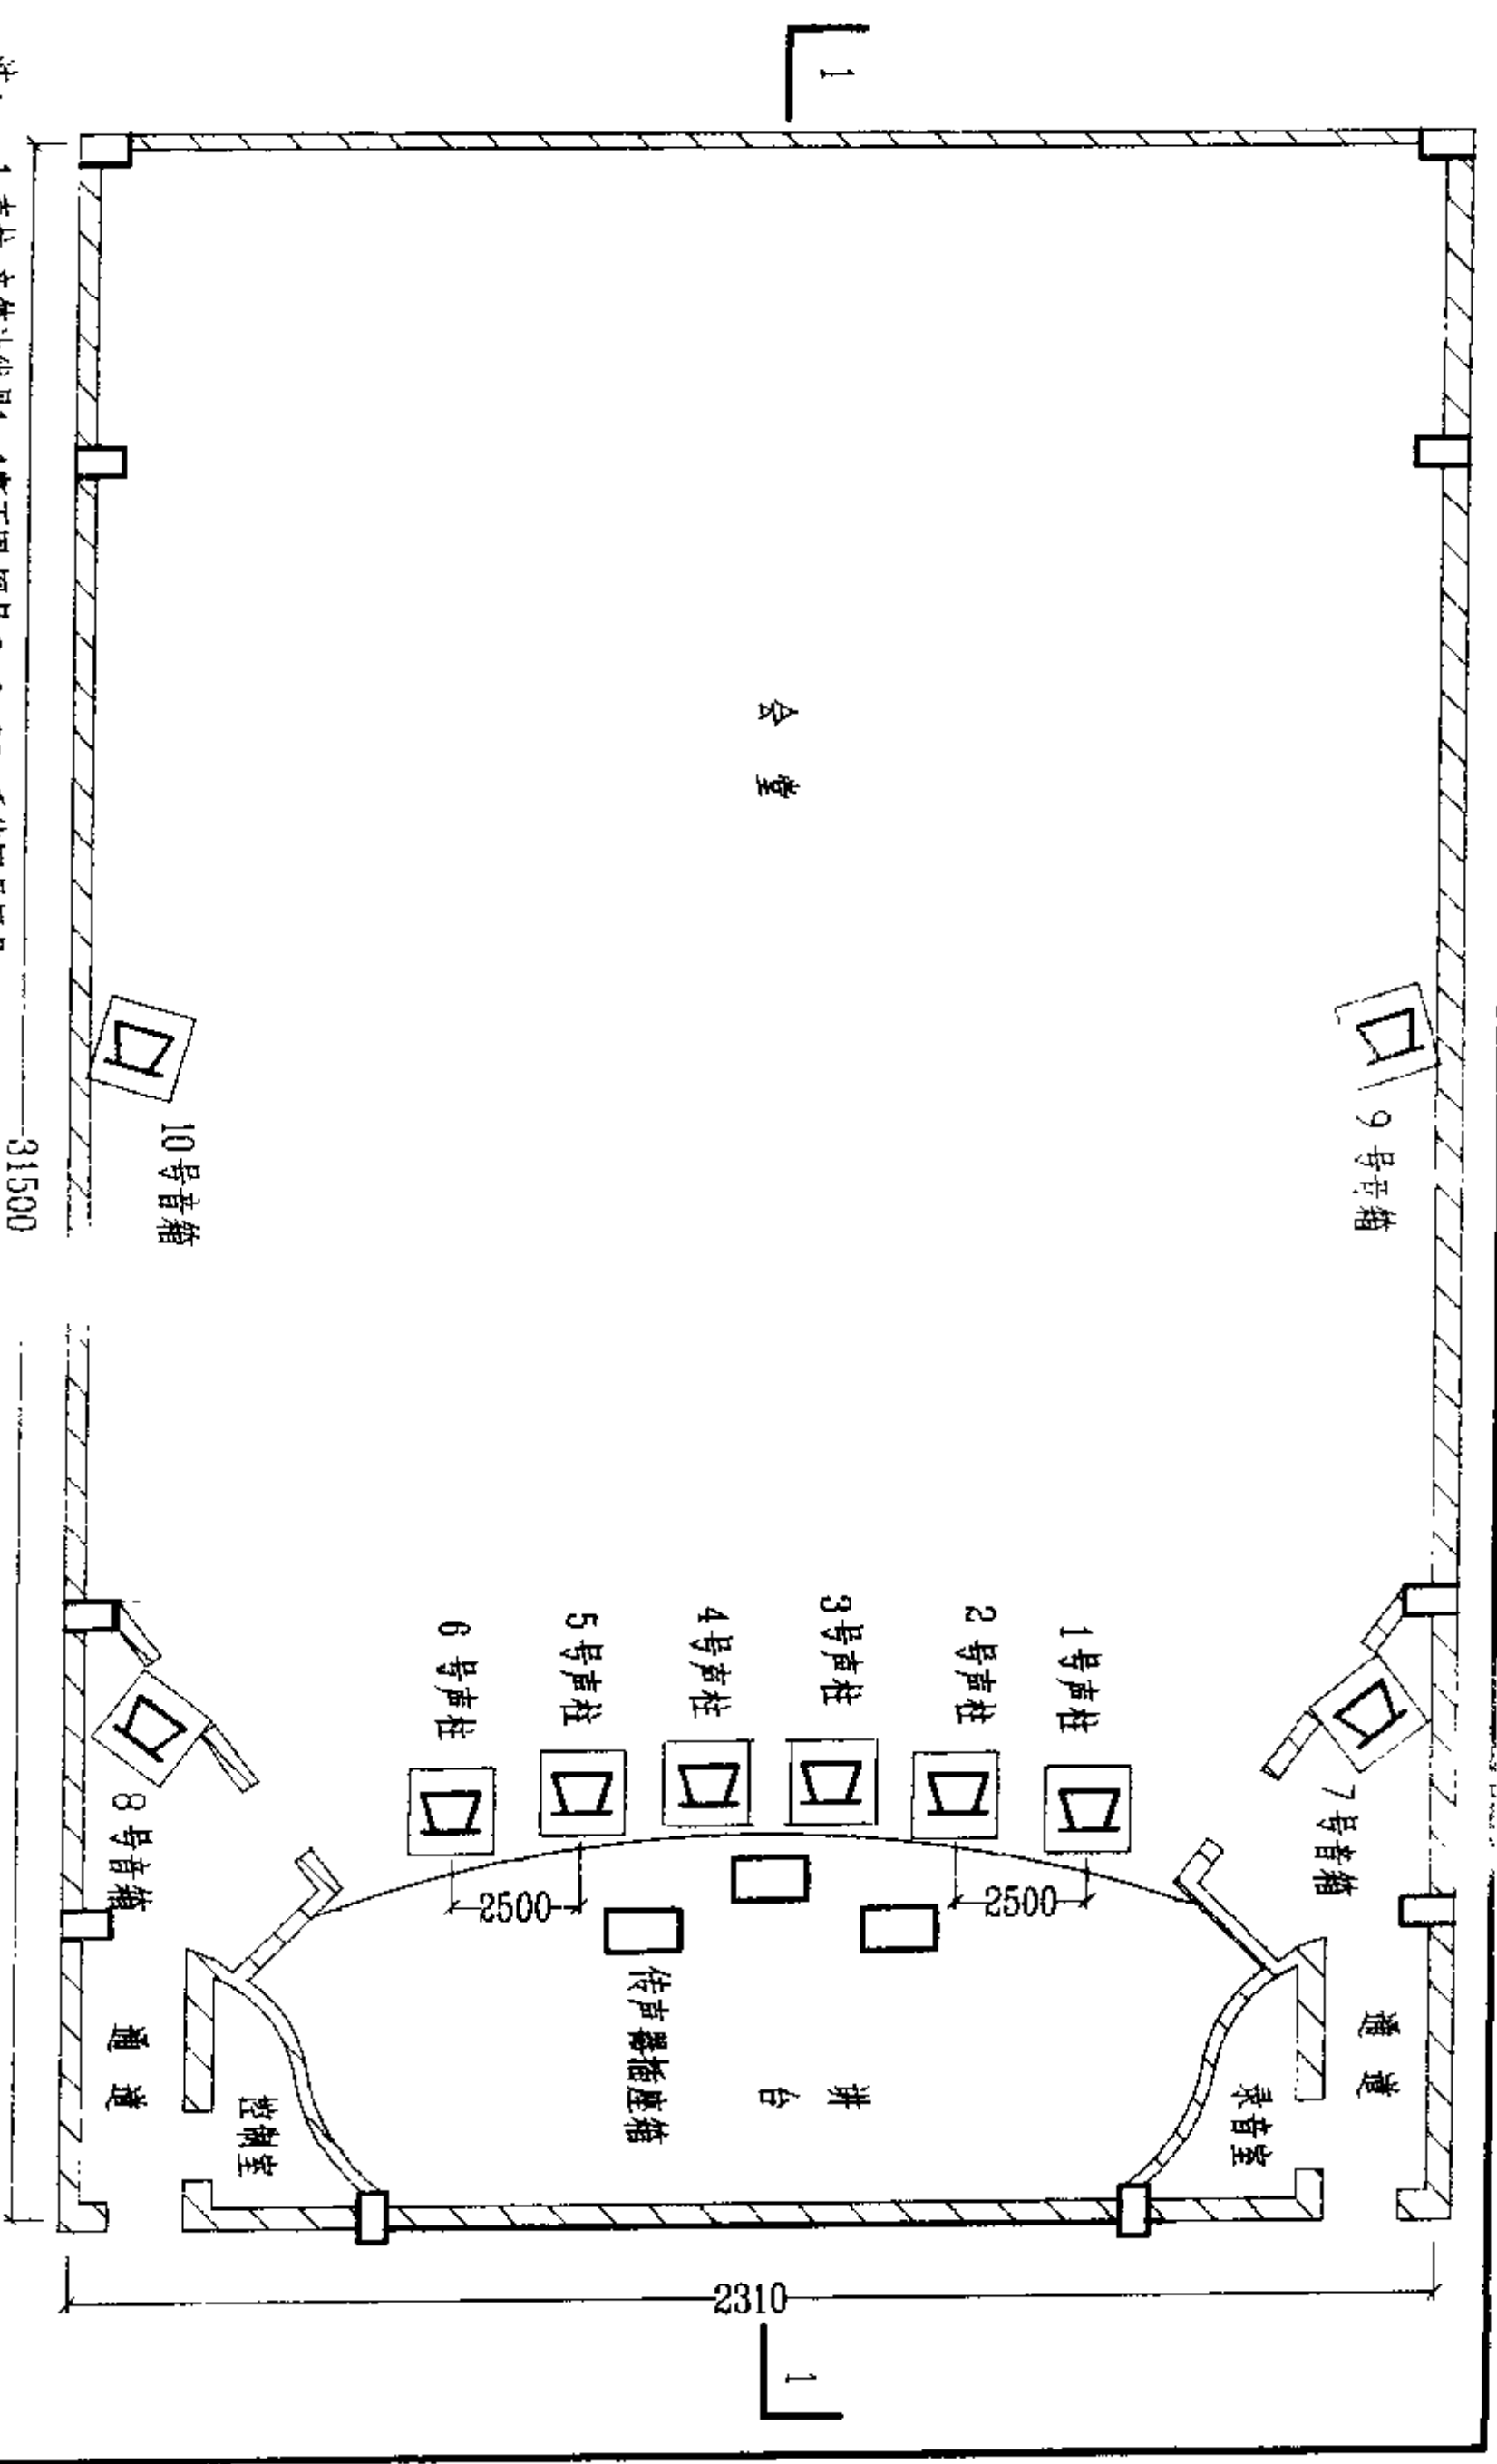 1
会堂
10号音箱
9号音箱
31500
6号声柱
5号声柱
4号声柱
3号声柱
2号声柱
1号声柱
8号音箱
7号音箱
2500
2500
传声器插座箱
通道
通道
控制室
讲台
录音室
2310
1